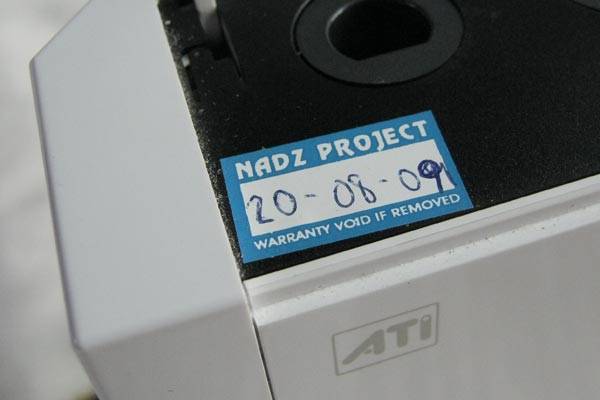 NADZ PROJECT
20-08-09
WARRANTY VOID IF REMOVED
ATi